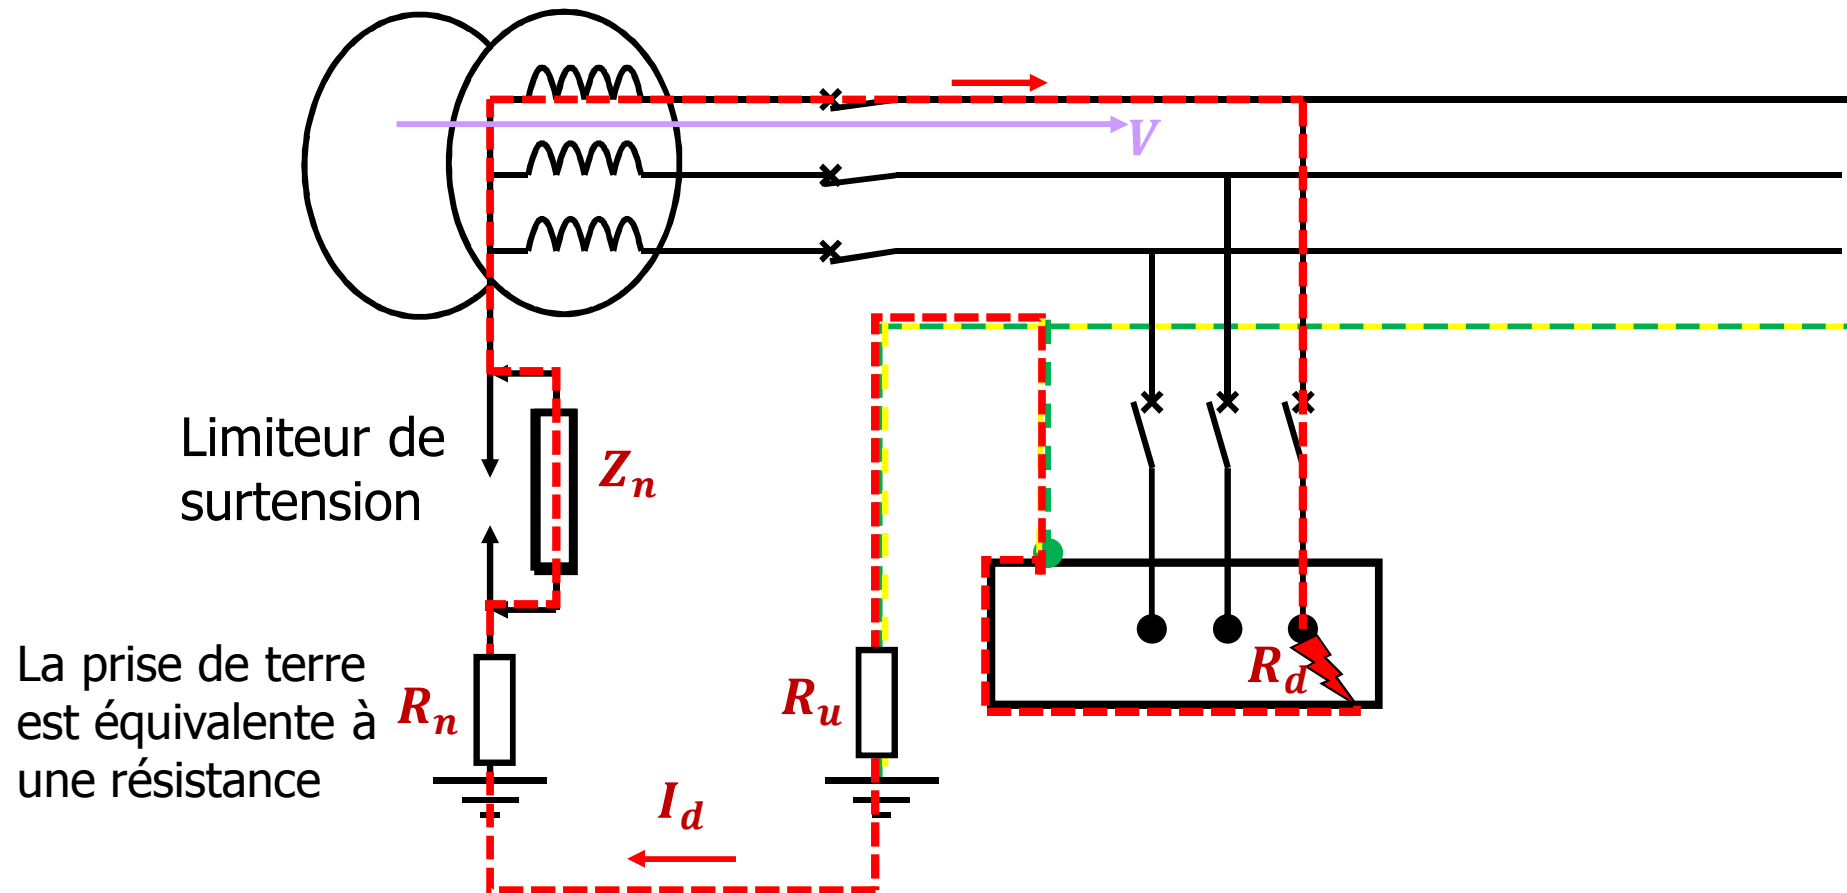 V
Limiteur de
surtension
Zn
La prise de terre
est équivalente à
une résistance
Rn
Ru
Rd
Id